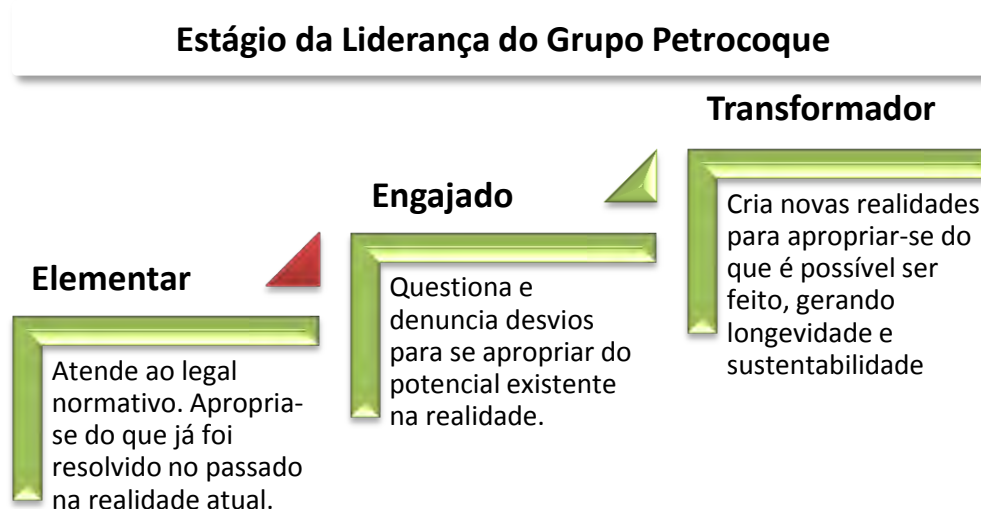 Estágio da Liderança do Grupo Petrocoque
Elementar
Atende ao legal
normativo. Apropria-
se do que já foi
resolvido no passado
na realidade atual.
Engajado
Questiona e
denuncia desvios
para se apropriar do
potencial existente
na realidade.
Transformador
Cria novas realidades
para apropriar-se do
que é possível ser
feito, gerando
longevidade e
sustentabilidade